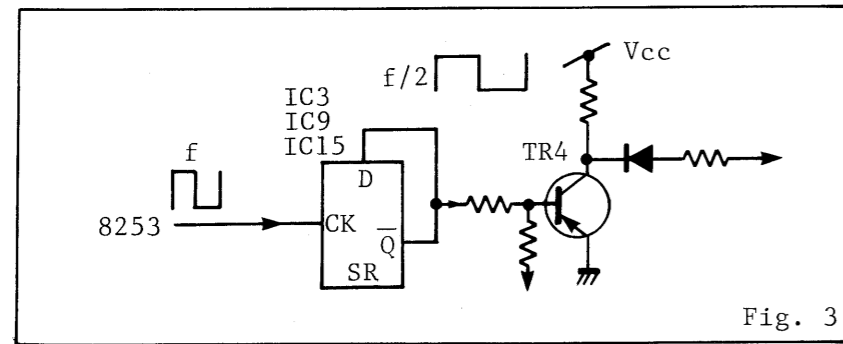 Vcc
f/2
IC3
IC9
IC15
TR4
f
D
8253
CK
Q̅
SR
Fig. 3